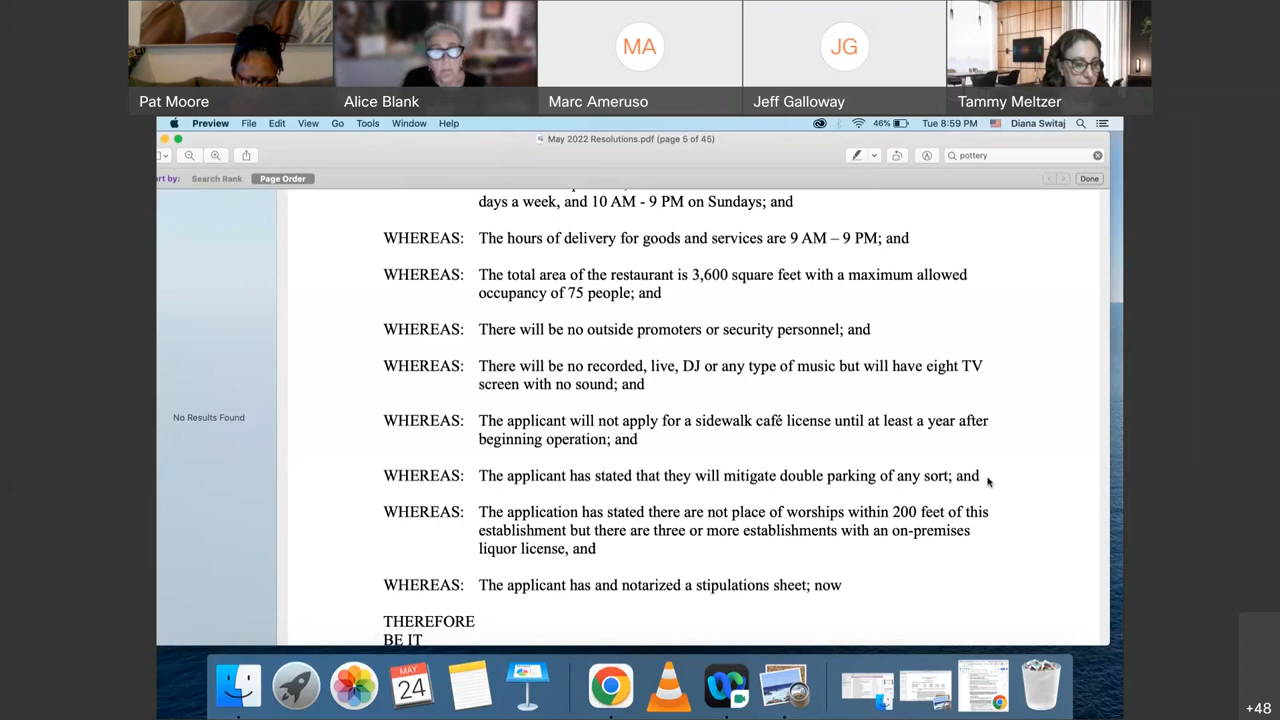 MA
JG
Pat Moore
Alice Blank
Marc Ameruso
Jeff Galloway
Tammy Meltzer
Preview File Edit View Go Tools Window Help
46%
Tue 8:59 PM
Diana Switaj
May 2022 Resolutions.pdf (page 5 of 45)
pottery
rt by: Search Rank Page Order
Done
No Results Found
days a week, and 10 AM - 9 PM on Sundays; and
WHEREAS: The hours of delivery for goods and services are 9 AM – 9 PM; and
WHEREAS: The total area of the restaurant is 3,600 square feet with a maximum allowed
occupancy of 75 people; and
WHEREAS: There will be no outside promoters or security personnel; and
WHEREAS: There will be no recorded, live, DJ or any type of music but will have eight TV
screen with no sound; and
WHEREAS: The applicant will not apply for a sidewalk café license until at least a year after
beginning operation; and
WHEREAS: The applicant has stated that they will mitigate double parking of any sort; and
WHEREAS: The application has stated there are not place of worships within 200 feet of this
establishment but there are three or more establishments with an on-premises
liquor license, and
WHEREAS: The applicant has and notarized a stipulations sheet; now
THEREFORE
BE IT
MAY
24
+48